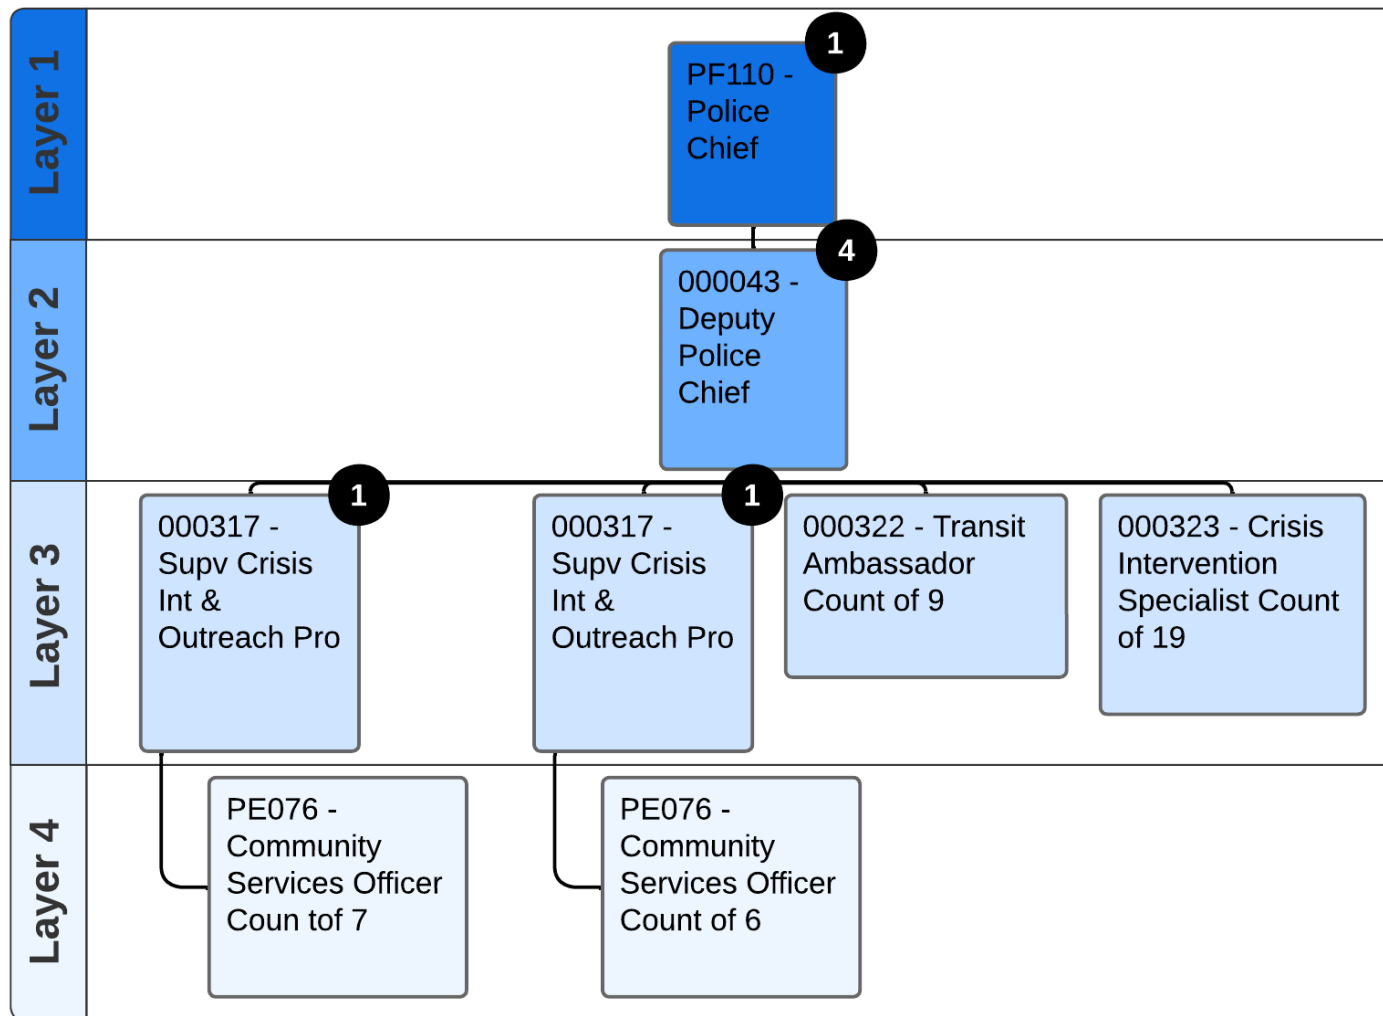 Layer 1
1
PF110 -
Police
Chief
Layer 2
4
000043 -
Deputy
Police
Chief
Layer 3
1
000317 -
Supv Crisis
Int &
Outreach Pro
1
000317 -
Supv Crisis
Int &
Outreach Pro
000322 - Transit
Ambassador
Count of 9
000323 - Crisis
Intervention
Specialist Count
of 19
Layer 4
PE076 -
Community
Services Officer
Coun tof 7
PE076 -
Community
Services Officer
Count of 6